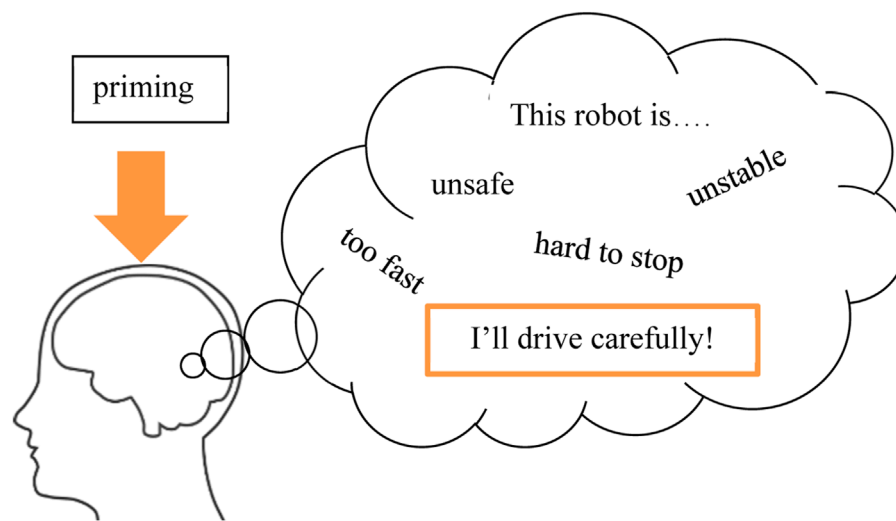 priming
This robot is....
unsafe
unstable
too fast
hard to stop
I'll drive carefully!